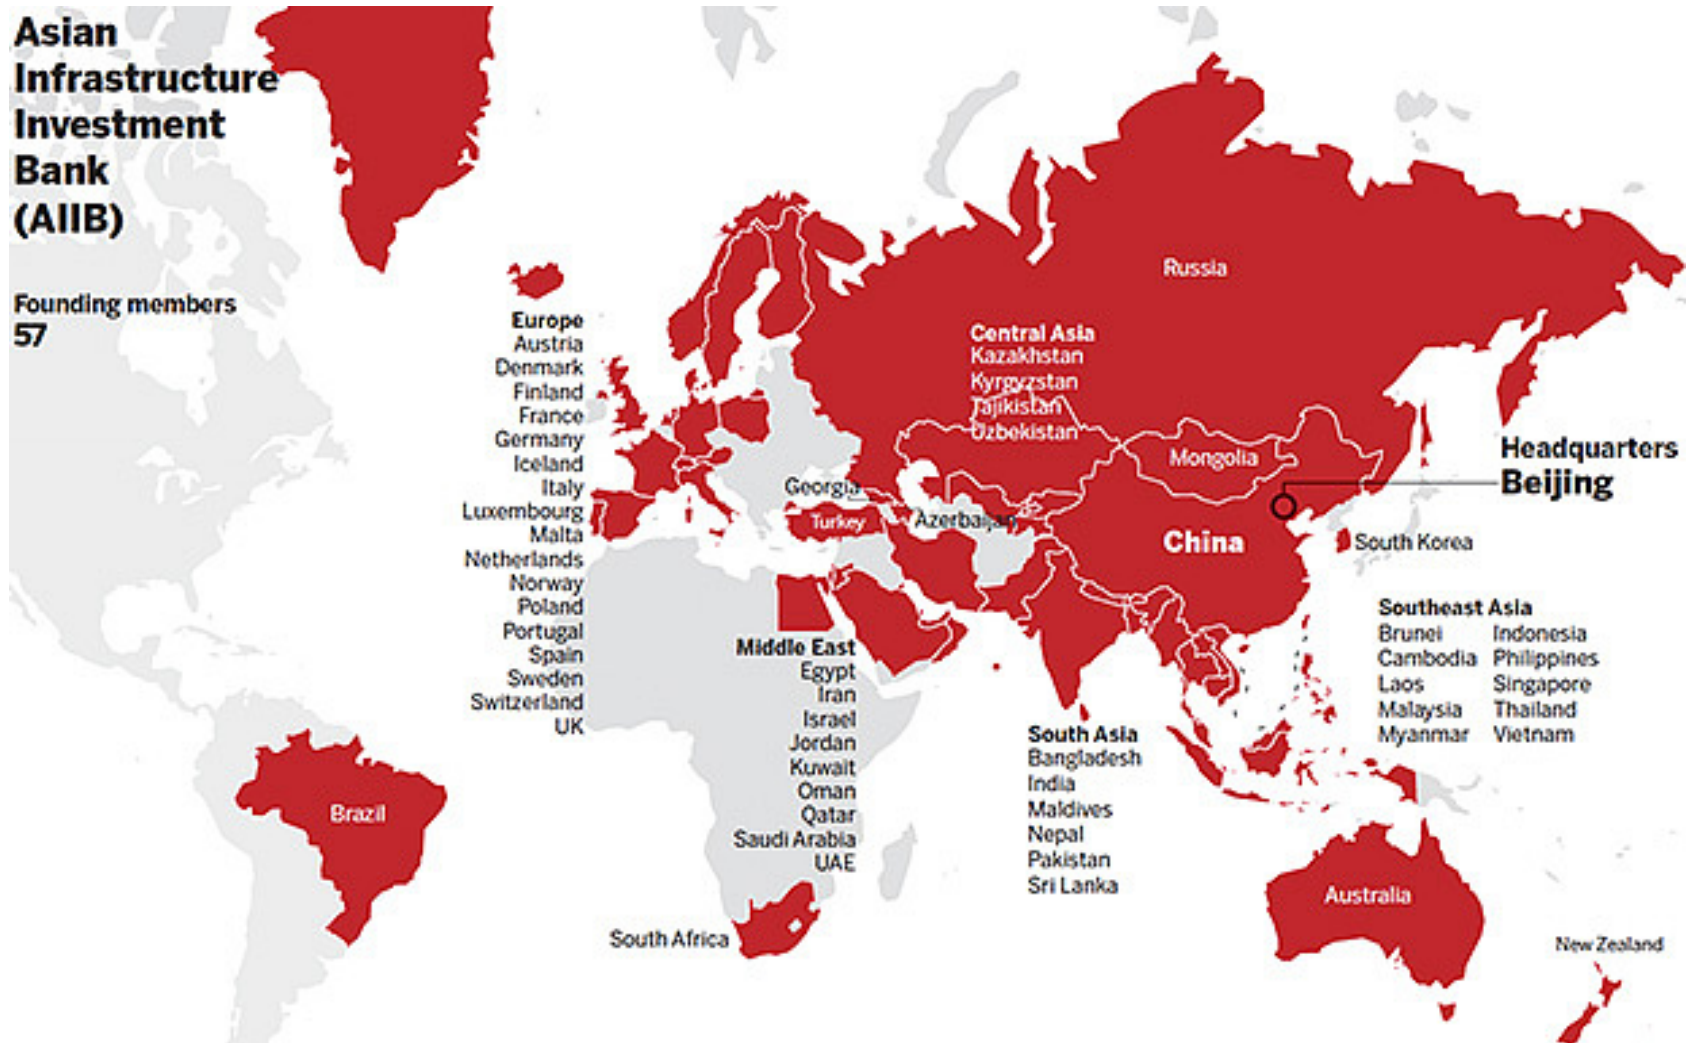 Asian
Infrastructure
Investment
Bank
(AIIB)
Founding members
57
Europe
Austria
Denmark
Finland
France
Germany
Iceland
Italy
Luxembourg
Malta
Netherlands
Norway
Poland
Portugal
Spain
Sweden
Switzerland
UK
Russia
Central Asia
Kazakhstan
Kyrgyzstan
Tajikistan
Uzbekistan
Mongolia
Georgia
Turkey
Azerbaijan
China
Headquarters
Beijing
South Korea
Middle East
Egypt
Iran
Israel
Jordan
Kuwait
Oman
Qatar
Saudi Arabia
UAE
South Asia
Bangladesh
India
Maldives
Nepal
Pakistan
Sri Lanka
Southeast Asia
Brunei Indonesia
Cambodia Philippines
Laos Singapore
Malaysia Thailand
Myanmar Vietnam
Brazil
South Africa
Australia
New Zealand